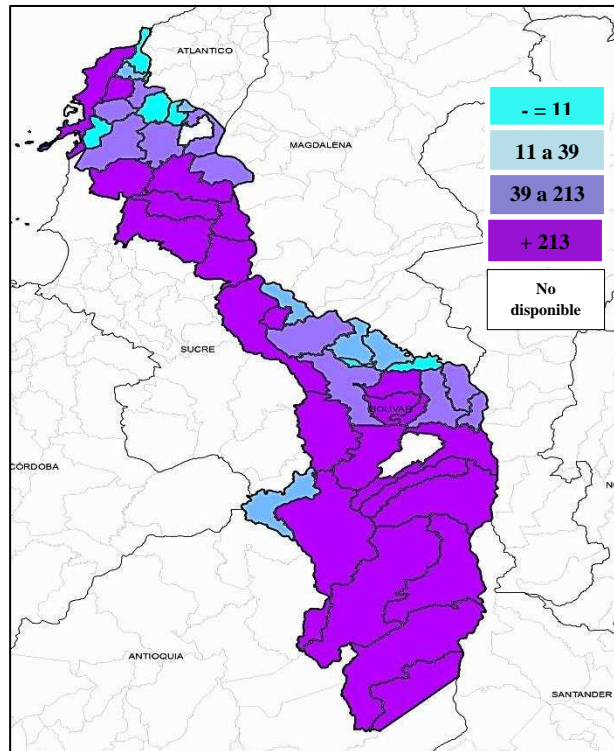 ATLANTICO
- = 11
MAGDALENA
11 a 39
39 a 213
+ 213
No
disponible
SUCRE
BOLIVAR
CÓRDOBA
ANTIOQUIA
SANTANDER